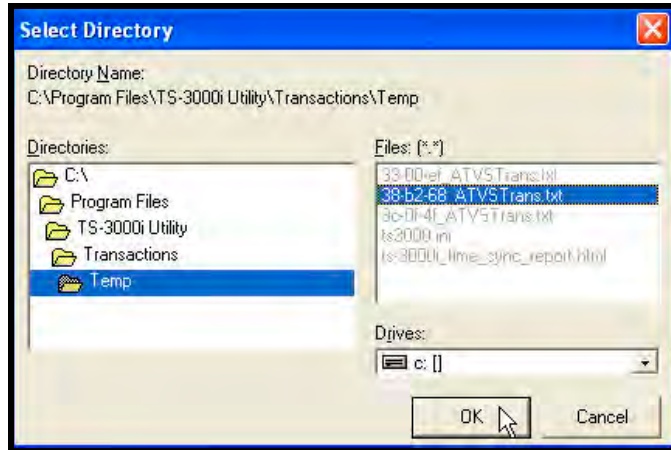 Select Directory
Directory Name:
C:\Program Files\TS-3000i Utility\Transactions\Temp
Directories:
C:\
Program Files
TS-3000i Utility
Transactions
Temp
Files: (*.*)
33-00-ef_ATVSTrans.txt
38-b2-68_ATVSTrans.txt
3c-0f-4f_ATVSTrans.txt
ts3000.ini
ts-3000i_time_sync_report.html
Drives:
c: []
OK
Cancel